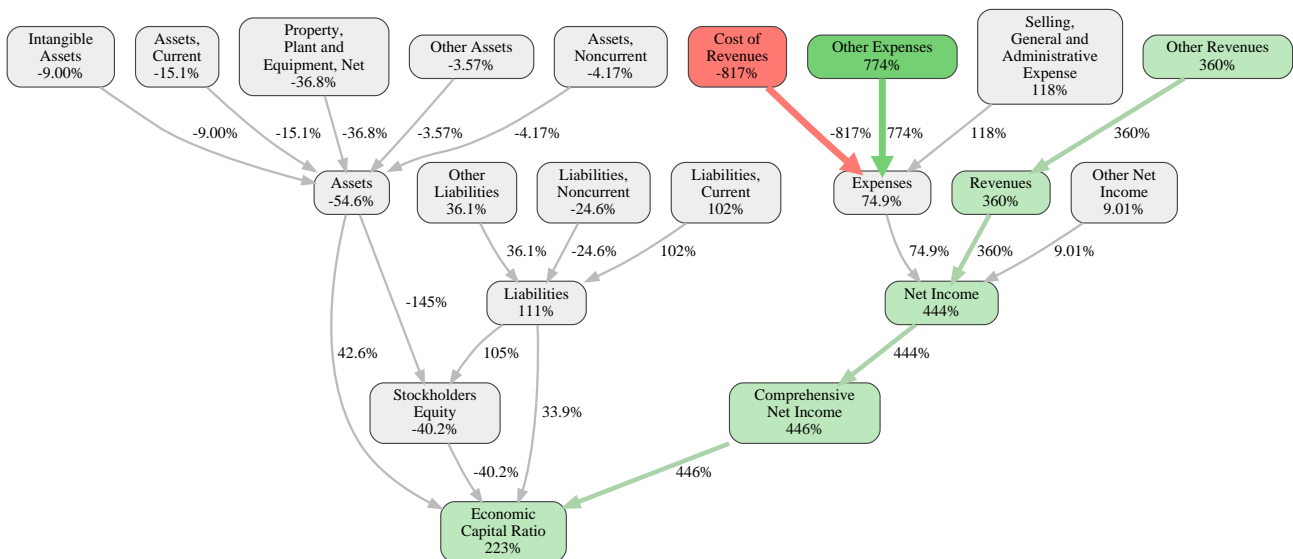 Intangible
Assets
-9.00%
Assets,
Current
-15.1%
Property,
Plant and
Equipment, Net
-36.8%
Other Assets
-3.57%
Assets,
Noncurrent
-4.17%
Cost of
Revenues
-817%
Other Expenses
774%
Selling,
General and
Administrative
Expense
118%
Other Revenues
360%
-9.00%
-15.1%
-36.8%
-3.57%
-4.17%
-817%
774%
118%
360%
Assets
-54.6%
Other
Liabilities
36.1%
Liabilities,
Noncurrent
-24.6%
Liabilities,
Current
102%
Expenses
74.9%
Revenues
360%
Other Net
Income
9.01%
36.1%
-24.6%
102%
74.9%
360%
9.01%
-145%
Liabilities
111%
Net Income
444%
42.6%
105%
444%
Stockholders
Equity
-40.2%
33.9%
Comprehensive
Net Income
446%
-40.2%
446%
Economic
Capital Ratio
223%